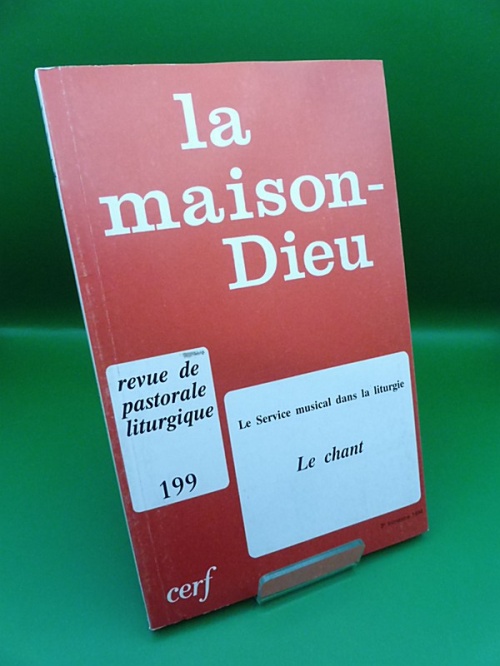 la
maison-
Dieu
revue de
pastorale
liturgique
199
Le Service musical dans la liturgie
Le chant
cerf